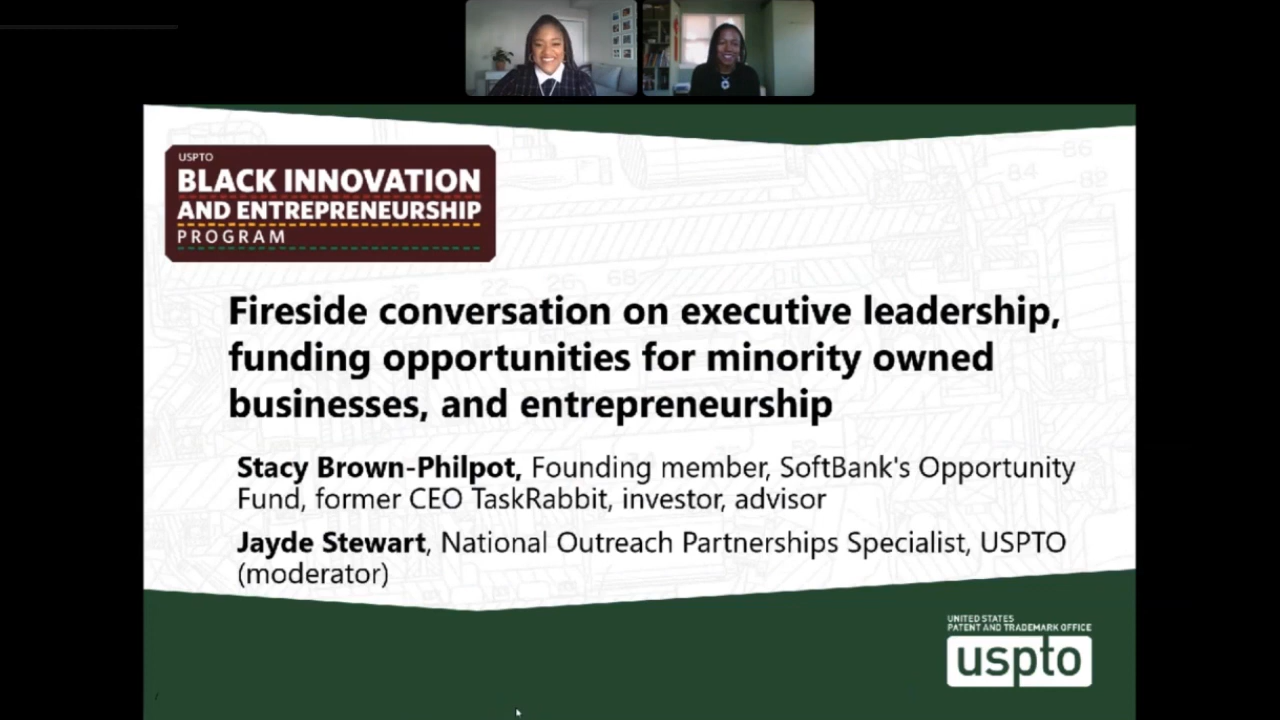 USPTO
BLACK INNOVATION
AND ENTREPRENEURSHIP
PROGRAM
Fireside conversation on executive leadership,
funding opportunities for minority owned
businesses, and entrepreneurship
Stacy Brown-Philpot, Founding member, SoftBank's Opportunity
Fund, former CEO TaskRabbit, investor, advisor
Jayde Stewart, National Outreach Partnerships Specialist, USPTO
(moderator)
UNITED STATES
PATENT AND TRADEMARK OFFICE
uspto